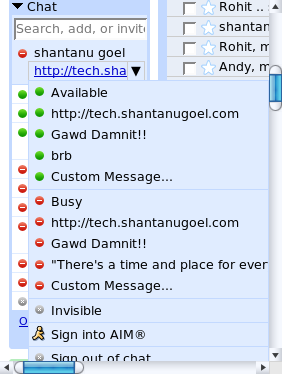 Chat
Search, add, or invite
shantanu goel
http://tech.sha
Rohit ..
shantan
Rohit, m
Andy, m
Available
http://tech.shantanugoel.com
Gawd Damnit!!
brb
Custom Message...
Busy
http://tech.shantanugoel.com
Gawd Damnit!!
"There's a time and place for ever
Custom Message...
Invisible
O
Sign into AIM®
Sign out of chat